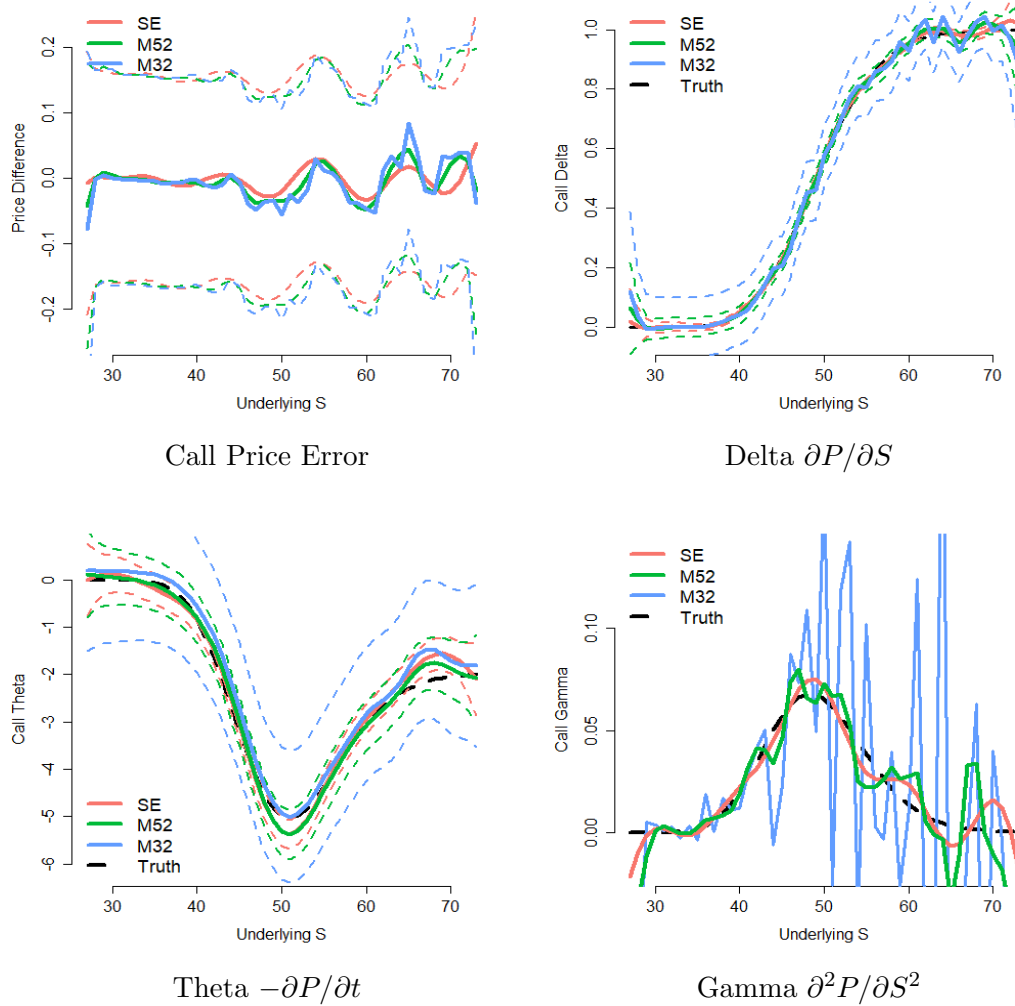 SE
M52
M32
0.2
0.1
0.0
-0.1
-0.2
Price Difference
30 40 50 60 70
Underlying S
Call Price Error
SE
M52
M32
Truth
1.0
0.8
0.6
0.4
0.2
0.0
Call Delta
30 40 50 60 70
Underlying S
Delta ∂P/∂S
0
-1
-2
-3
-4
-5
-6
Call Theta
SE
M52
M32
Truth
30 40 50 60 70
Underlying S
Theta −∂P/∂t
SE
M52
M32
Truth
0.10
0.05
0.00
Call Gamma
30 40 50 60 70
Underlying S
Gamma ∂²P/∂S²